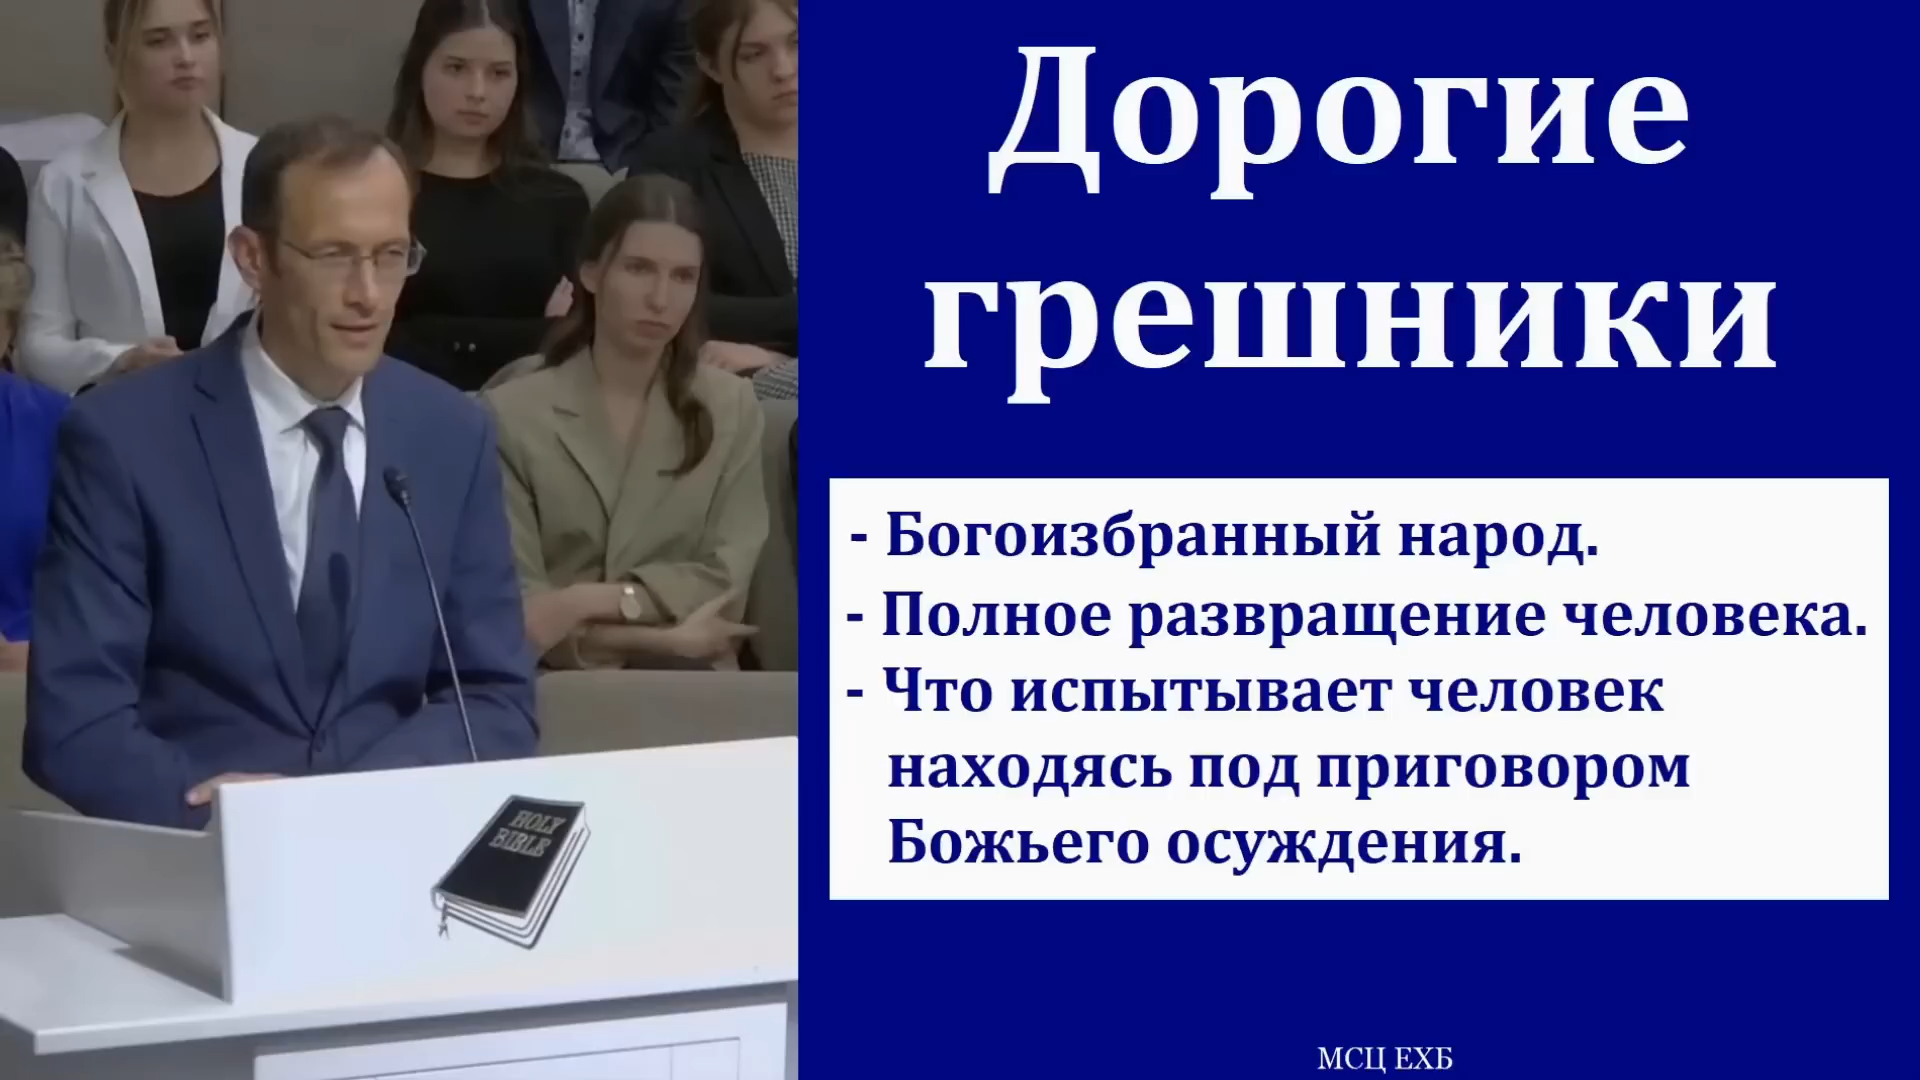 Дорогие
грешники
- Богоизбранный народ.
- Полное развращение человека.
- Что испытывает человек
находясь под приговором
Божьего осуждения.
HOLY
BIBLE
МСЦ ЕХБ